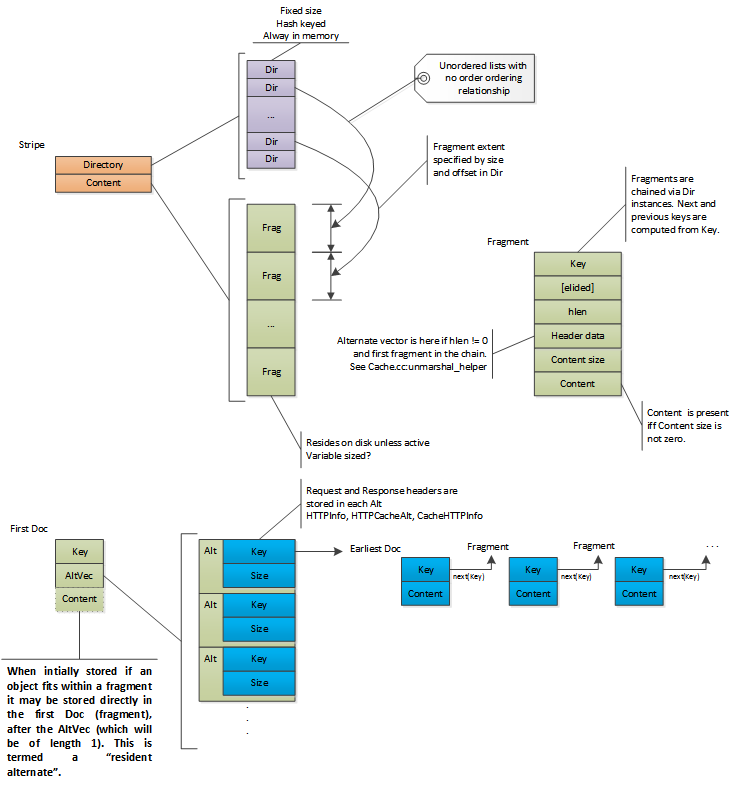 Fixed size
Hash keyed
Alway in memory
Dir
Dir
...
Dir
Dir
Unordered lists with
no order ordering
relationship
Stripe
Directory
Content
Fragment extent
specified by size
and offset in Dir
Fragments are
chained via Dir
instances. Next and
previous keys are
computed from Key.
Frag
Frag
...
Frag
Fragment
Key
[elided]
hlen
Header data
Content size
Content
Alternate vector is here if hlen != 0
and first fragment in the chain.
See Cache.cc:unmarshal_helper
Content is present
iff Content size is
not zero.
Resides on disk unless active
Variable sized?
Request and Response headers are
stored in each Alt
HTTPInfo, HTTPCacheAlt, CacheHTTPInfo
First Doc
Key
AltVec
Content
Alt
Key
Size
Alt
Key
Size
Alt
Key
Size
.
.
.
Earliest Doc
Key
Content
next(Key)
Fragment
Key
Content
next(Key)
Fragment
Key
Content
next(Key)
...
When intially stored if an
object fits within a fragment
it may be stored directly in
the first Doc (fragment),
after the AltVec (which will
be of length 1). This is
termed a “resident
alternate”.